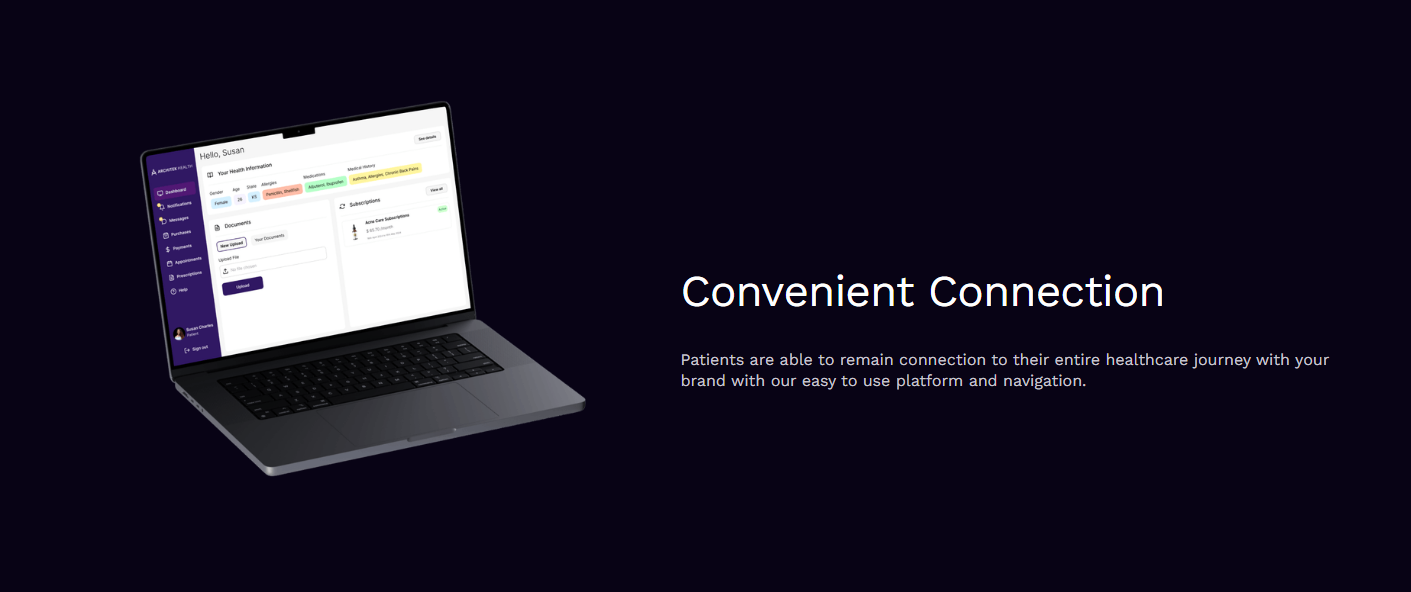 ARCHITEK HEALTH
Dashboard
Notifications
Messages
Purchases
Payments
Appointments
Prescriptions
Help
Susan Charles
Patient
Sign out
Hello, Susan
See details
Your Health Information
Gender Age State Allergies Medications Medical History
Female 28 KS Penicillin, Shellfish Albuterol, Ibuprofen Asthma, Allergies, Chronic Back Pains
Documents
New Upload Your Documents
Upload File
No file chosen
Upload
Subscriptions
View all
Acne Care Subscriptions
Active
Convenient Connection
Patients are able to remain connection to their entire healthcare journey with your
brand with our easy to use platform and navigation.